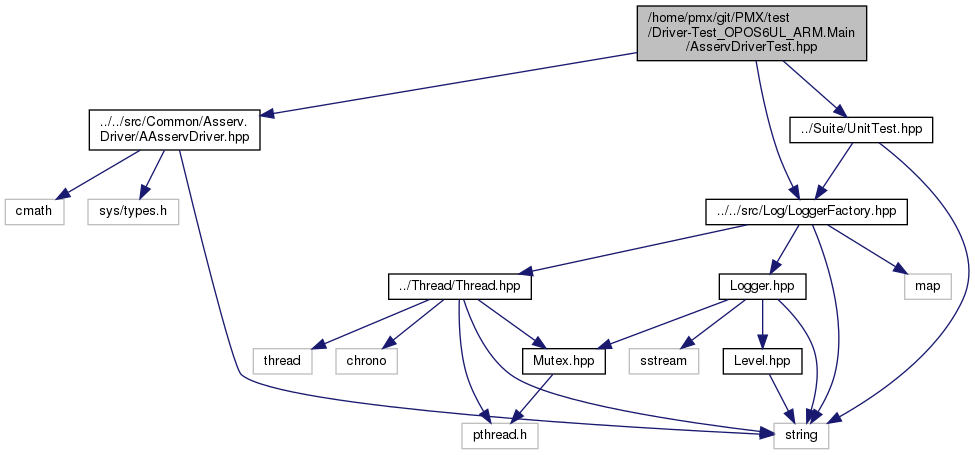 /home/pmx/git/PMX/test
/Driver-Test_OPOS6UL_ARM.Main
/AsservDriverTest.hpp
../../src/Common/Asserv.
Driver/AAsservDriver.hpp
../Suite/UnitTest.hpp
cmath
sys/types.h
../../src/Log/LoggerFactory.hpp
../Thread/Thread.hpp
Logger.hpp
map
thread
chrono
Mutex.hpp
sstream
Level.hpp
pthread.h
string